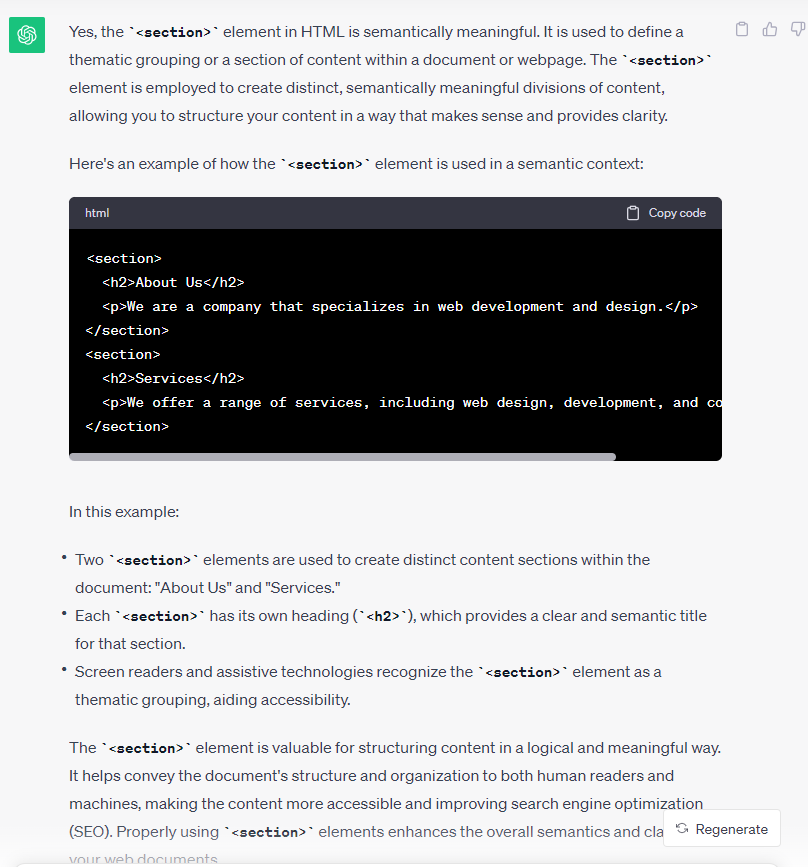 Yes, the `<section>` element in HTML is semantically meaningful. It is used to define a
thematic grouping or a section of content within a document or webpage. The `<section>`
element is employed to create distinct, semantically meaningful divisions of content,
allowing you to structure your content in a way that makes sense and provides clarity.
Here's an example of how the `<section>` element is used in a semantic context:
html
Copy code
<section>
  <h2>About Us</h2>
  <p>We are a company that specializes in web development and design.</p>
</section>
<section>
  <h2>Services</h2>
  <p>We offer a range of services, including web design, development, and co
</section>
In this example:
• Two `<section>` elements are used to create distinct content sections within the
document: "About Us" and "Services."
• Each `<section>` has its own heading (`<h2>`), which provides a clear and semantic title
for that section.
• Screen readers and assistive technologies recognize the `<section>` element as a
thematic grouping, aiding accessibility.
The `<section>` element is valuable for structuring content in a logical and meaningful way.
It helps convey the document's structure and organization to both human readers and
machines, making the content more accessible and improving search engine optimization
(SEO). Properly using `<section>` elements enhances the overall semantics and cla
Regenerate
your web documents.